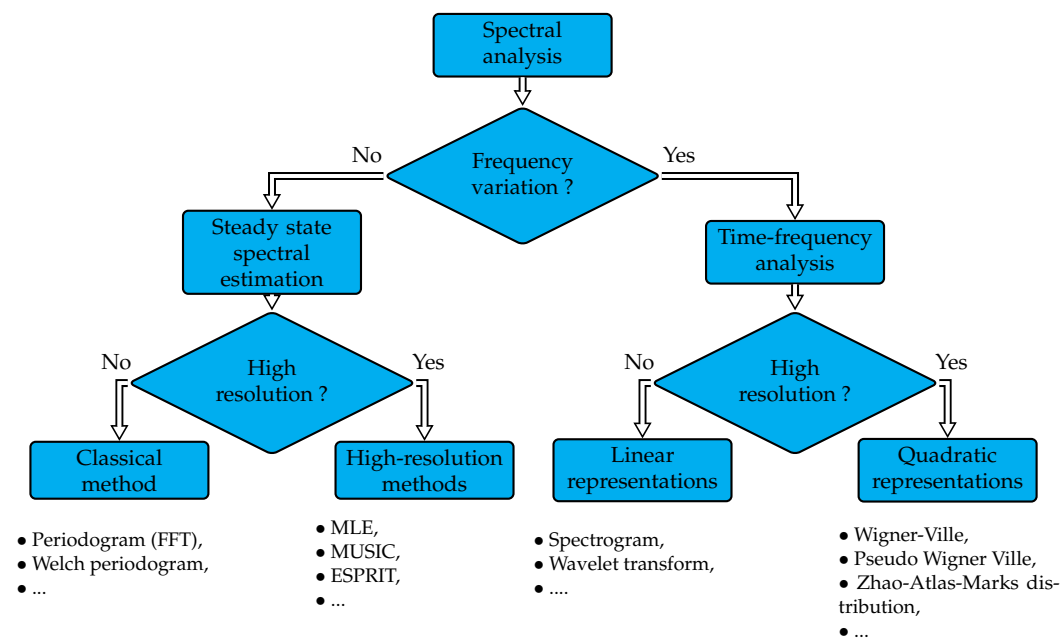 Spectral
analysis
No
Frequency
variation ?
Yes
Steady state
spectral
estimation
Time-frequency
analysis
No
High
resolution ?
Yes
No
High
resolution ?
Yes
Classical
method
High-resolution
methods
Linear
representations
Quadratic
representations
• Periodogram (FFT),
• Welch periodogram,
• ...
• MLE,
• MUSIC,
• ESPRIT,
• ...
• Spectrogram,
• Wavelet transform,
• ....
• Wigner-Ville,
• Pseudo Wigner Ville,
• Zhao-Atlas-Marks dis-
tribution,
• ...